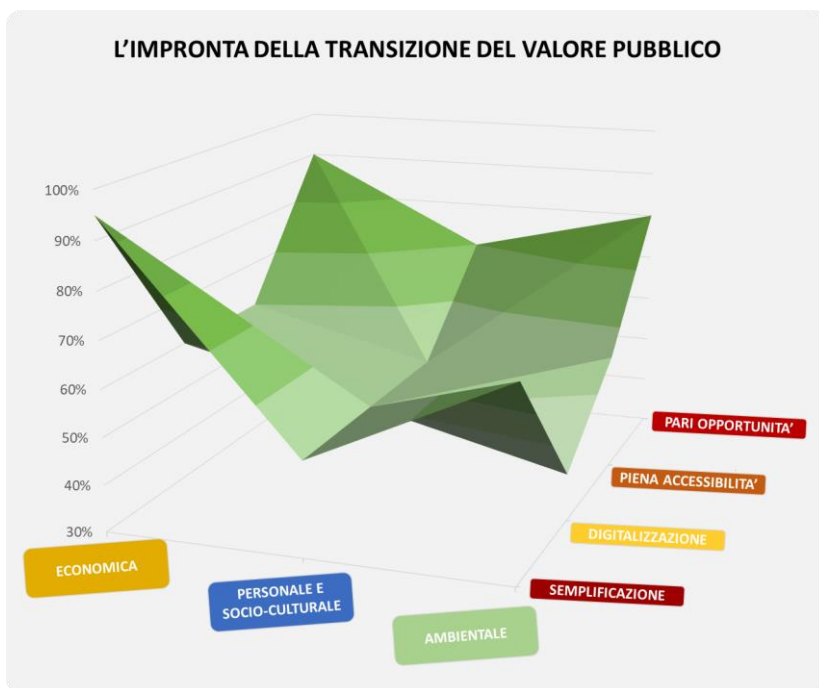 L’IMPRONTA DELLA TRANSIZIONE DEL VALORE PUBBLICO
100%
90%
80%
70%
60%
50%
40%
30%
PARI OPPORTUNITA’
PIENA ACCESSIBILITA’
DIGITALIZZAZIONE
SEMPLIFICAZIONE
ECONOMICA
PERSONALE E
SOCIO-CULTURALE
AMBIENTALE